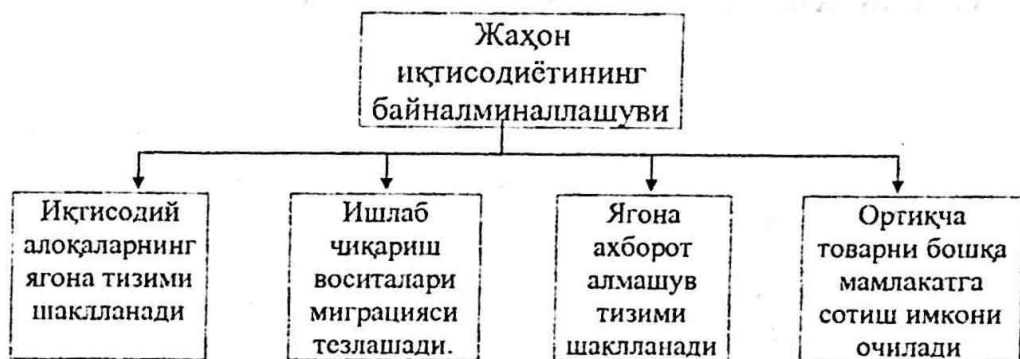 Жаҳон
иқтисодиётининг
байналминаллашуви
Иқтисодий
алоқаларнинг
ягона тизими
шаклланади
Ишлаб
чиқариш
воситалари
миграцияси
тезлашади.
Ягона
ахборот
алмашув
тизими
шаклланади
Ортиқча
товарни бошқа
мамлакатга
сотиш имкони
очилади